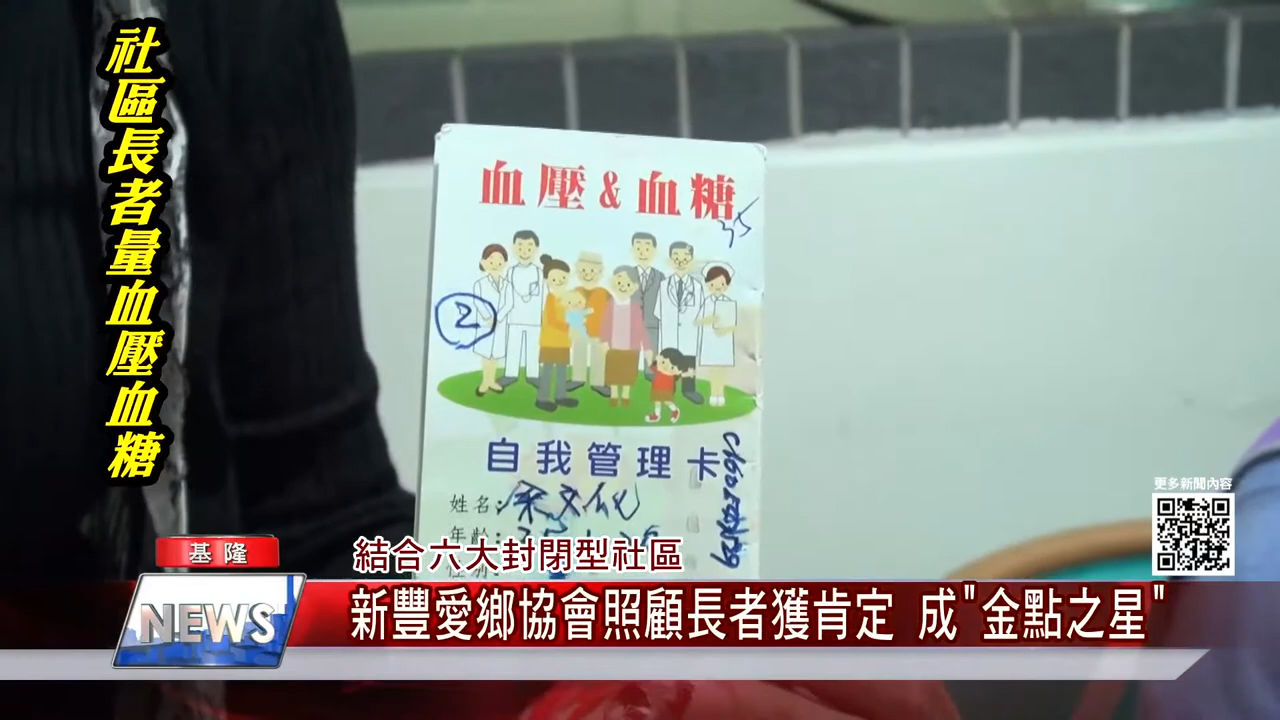 社區長者量血壓血糖
血壓&血糖
35
2
自我管理卡
姓名:
年齡:
更多新聞內容
基隆
NEWS
結合六大封閉型社區
新豐愛鄉協會照顧長者獲肯定 成"金點之星"